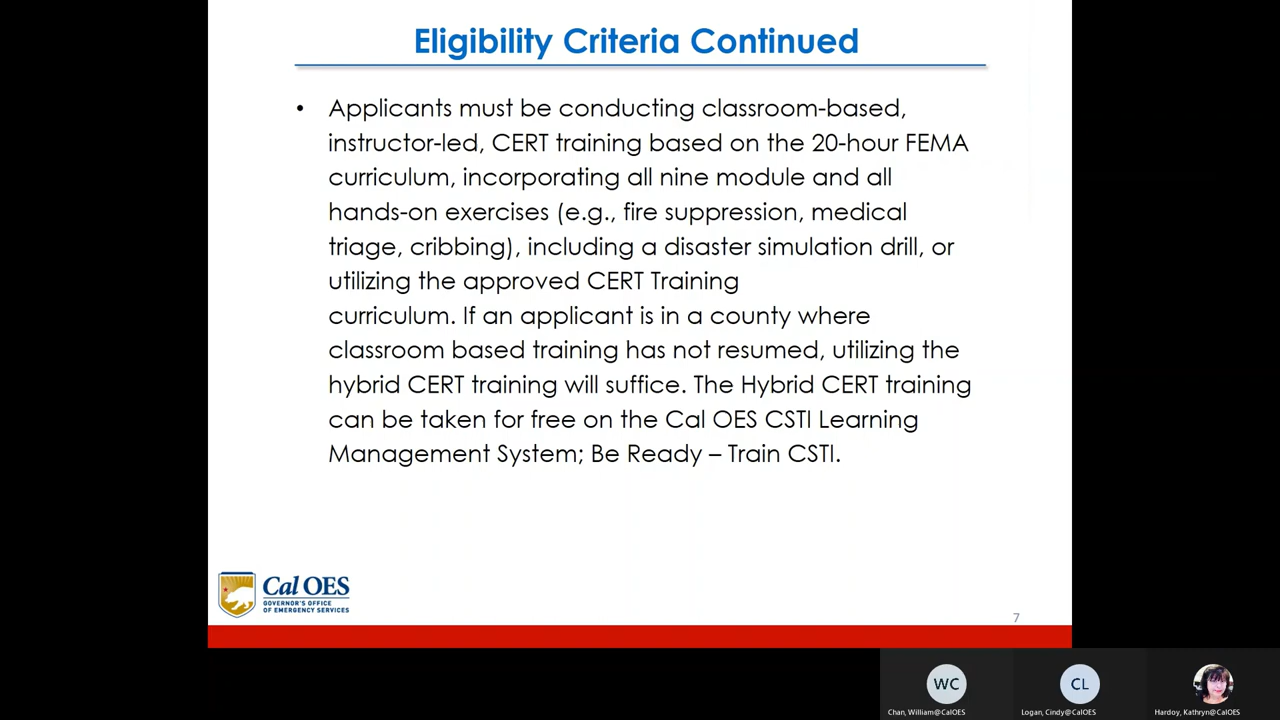 Eligibility Criteria Continued
• Applicants must be conducting classroom-based,
instructor-led, CERT training based on the 20-hour FEMA
curriculum, incorporating all nine module and all
hands-on exercises (e.g., fire suppression, medical
triage, cribbing), including a disaster simulation drill, or
utilizing the approved CERT Training
curriculum. If an applicant is in a county where
classroom based training has not resumed, utilizing the
hybrid CERT training will suffice. The Hybrid CERT training
can be taken for free on the Cal OES CSTI Learning
Management System; Be Ready – Train CSTI.
Cal OES
GOVERNOR'S OFFICE
OF EMERGENCY SERVICES
7
WC
CL
Chan, William@CalOES
Logan, Cindy@CalOES
Hardoy, Kathryn@CalOES